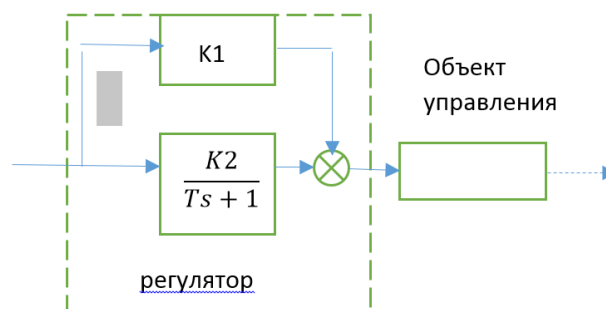 K1
Объект
управления
K2
Ts + 1
регулятор